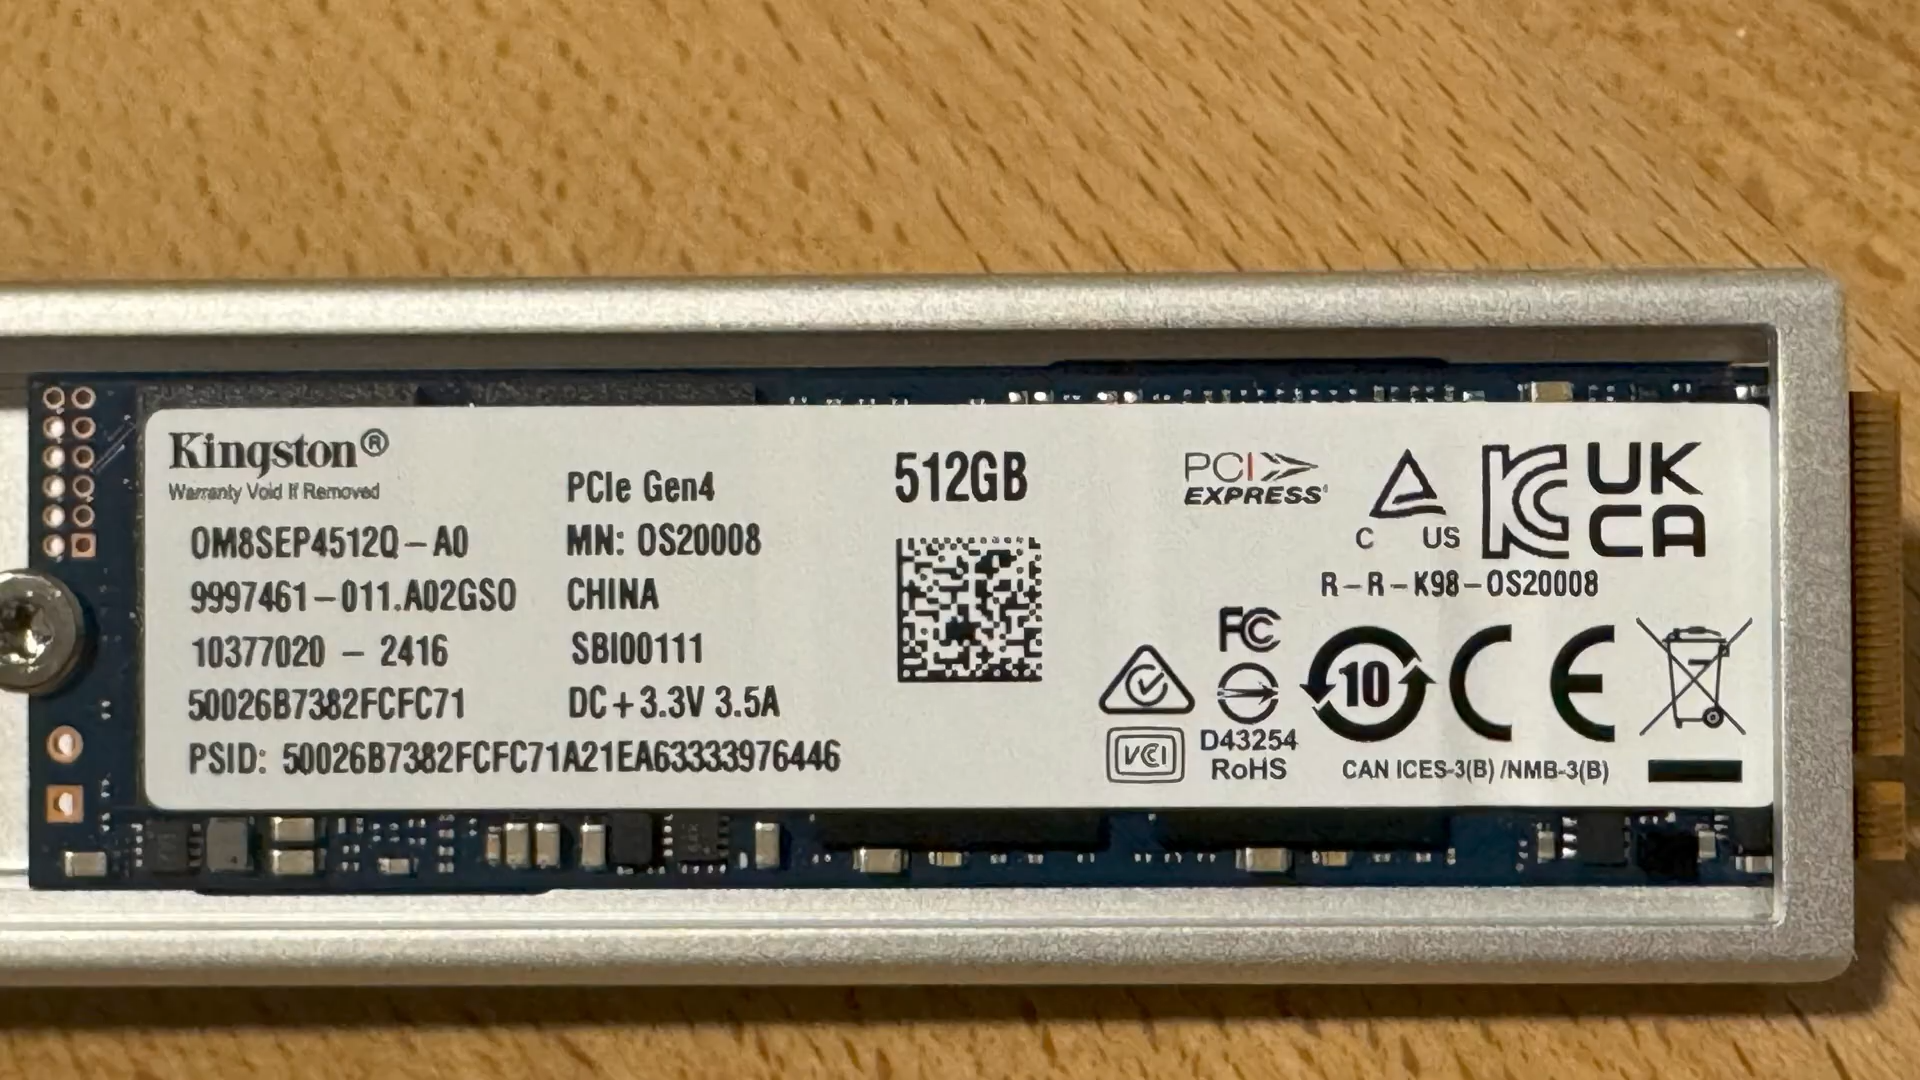 Kingston®
Warranty Void If Removed
OM8SEP4512Q-A0
9997461-011.A02GS0
10377020 - 2416
50026B7382FCFC71
PSID: 50026B7382FCFC71A21EA63333976446
PCIe Gen4
MN: OS20008
CHINA
SBI00111
DC+3.3V 3.5A
512GB
PCI
EXPRESS®
C US
UK
CA
R-R-K98-OS20008
FC
10
CE
VCI
D43254
RoHS
CAN ICES-3(B) /NMB-3(B)